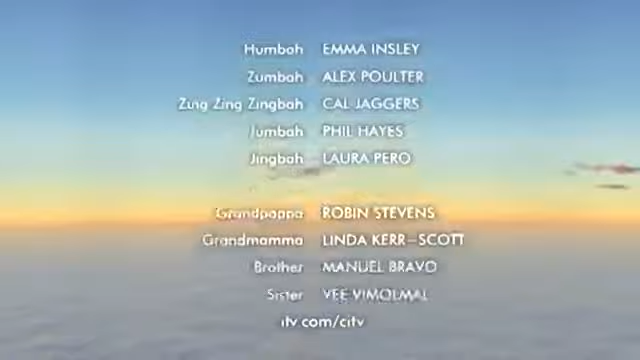 Humbah EMMA INSLEY
Zumbah ALEX POULTER
Zing Zing Zingbah CAL JAGGERS
Jumbah PHIL HAYES
Jingbah LAURA PERO
Grandpappa ROBIN STEVENS
Grandmamma LINDA KERR-SCOTT
Brother MANUEL BRAVO
Sister VEE VIMOLMAL
itv.com/citv